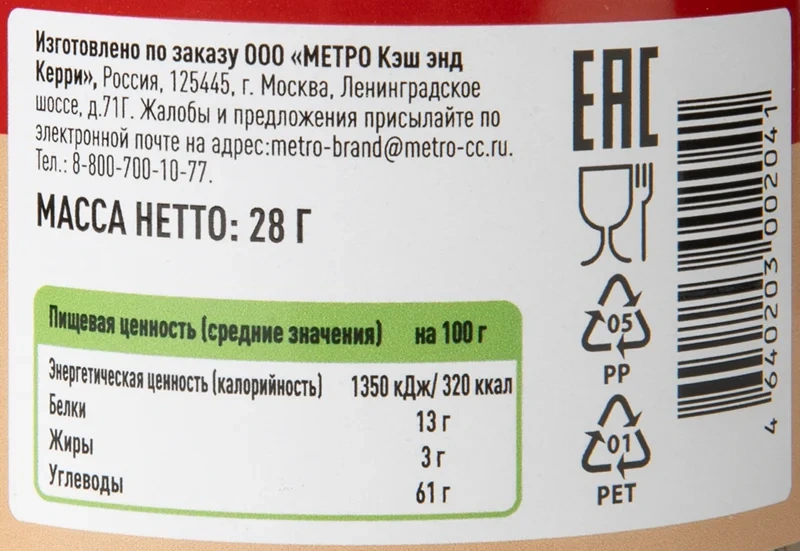 Изготовлено по заказу ООО «МЕТРО Кэш энд
Керри», Россия, 125445, г. Москва, Ленинградское
шоссе, д.71Г. Жалобы и предложения присылайте по
электронной почте на адрес:metro-brand@metro-cc.ru.
Тел.: 8-800-700-10-77.
МАССА НЕТТО: 28 Г
Пищевая ценность (средние значения) на 100 г
Энергетическая ценность (калорийность) 1350 кДж/ 320 ккал
Белки 13 г
Жиры 3 г
Углеводы 61 г
EAC
05
PP
01
PET
4 640203 002041